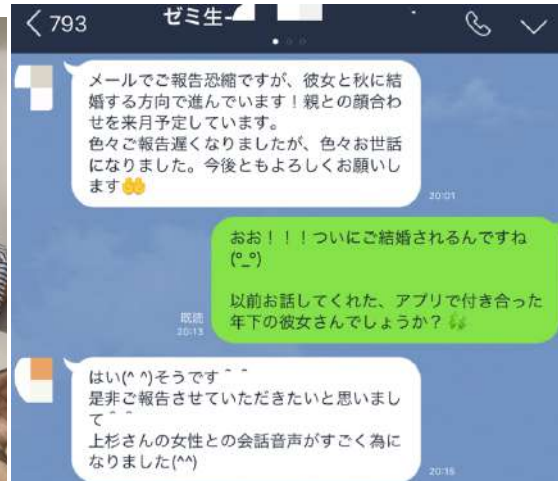 793
ゼミ生-
メールでご報告恐縮ですが、彼女と秋に結
婚する方向で進んでいます！親との顔合わ
せを来月予定しています。
色々ご報告遅くなりましたが、色々お世話
になりました。今後ともよろしくお願いし
ます🤲
20:01
おお！！！ついにご結婚されるんですね
(°_°)
以前お話してくれた、アプリで付き合った
年下の彼女さんでしょうか？
既読
20:13
はい(^ ^)そうです＾＾
是非ご報告させていただきたいと思いまし
て＾＾
上杉さんの女性との会話音声がすごく為に
なりました(^^)
20:15